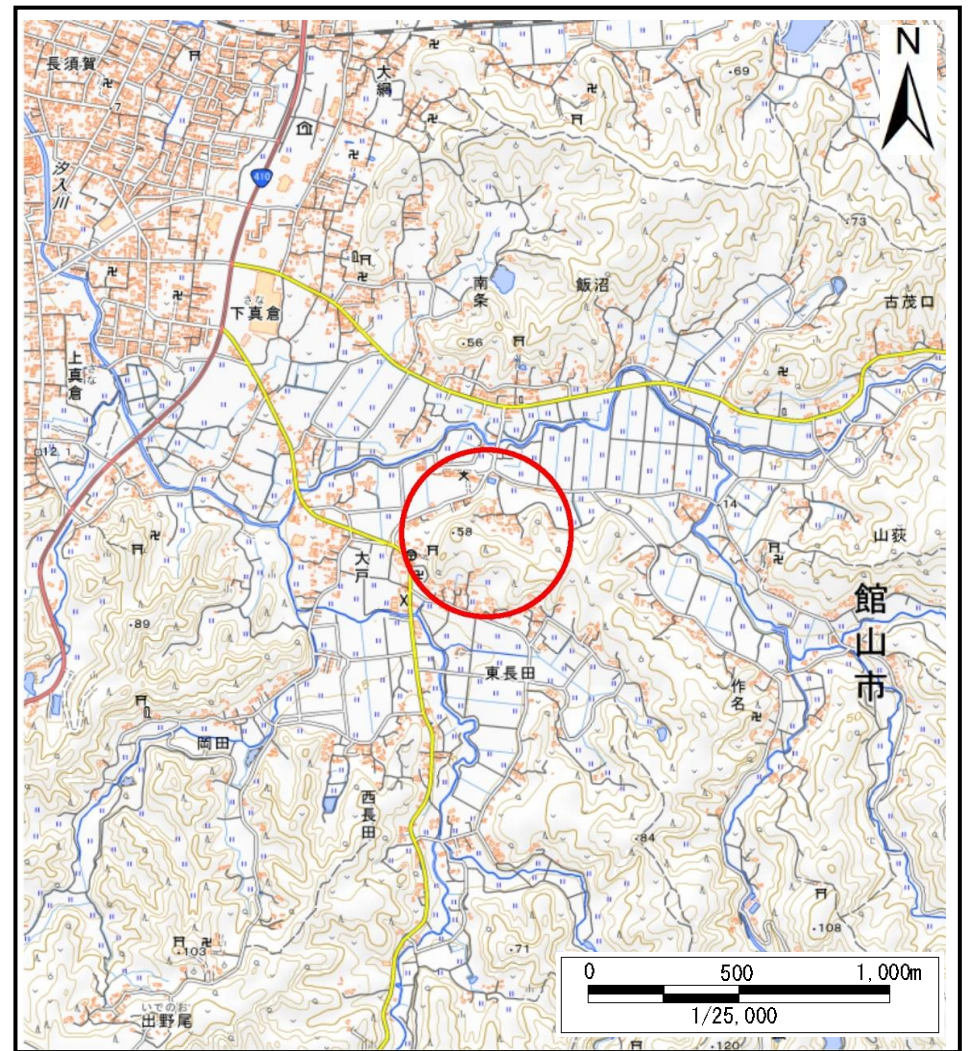 N
長須賀
大網
・69
・7
410
汐入川
・73
南条
飯沼
古茂口
さな
下真倉
・56
上真倉
さな
12.1
・14
・58
山荻
大戸
館山市
・89
東長田
作名
50
岡田
西長田
・84
・103
・71
・108
いでのお
出野尾
・120
0 500 1,000m
1/25,000